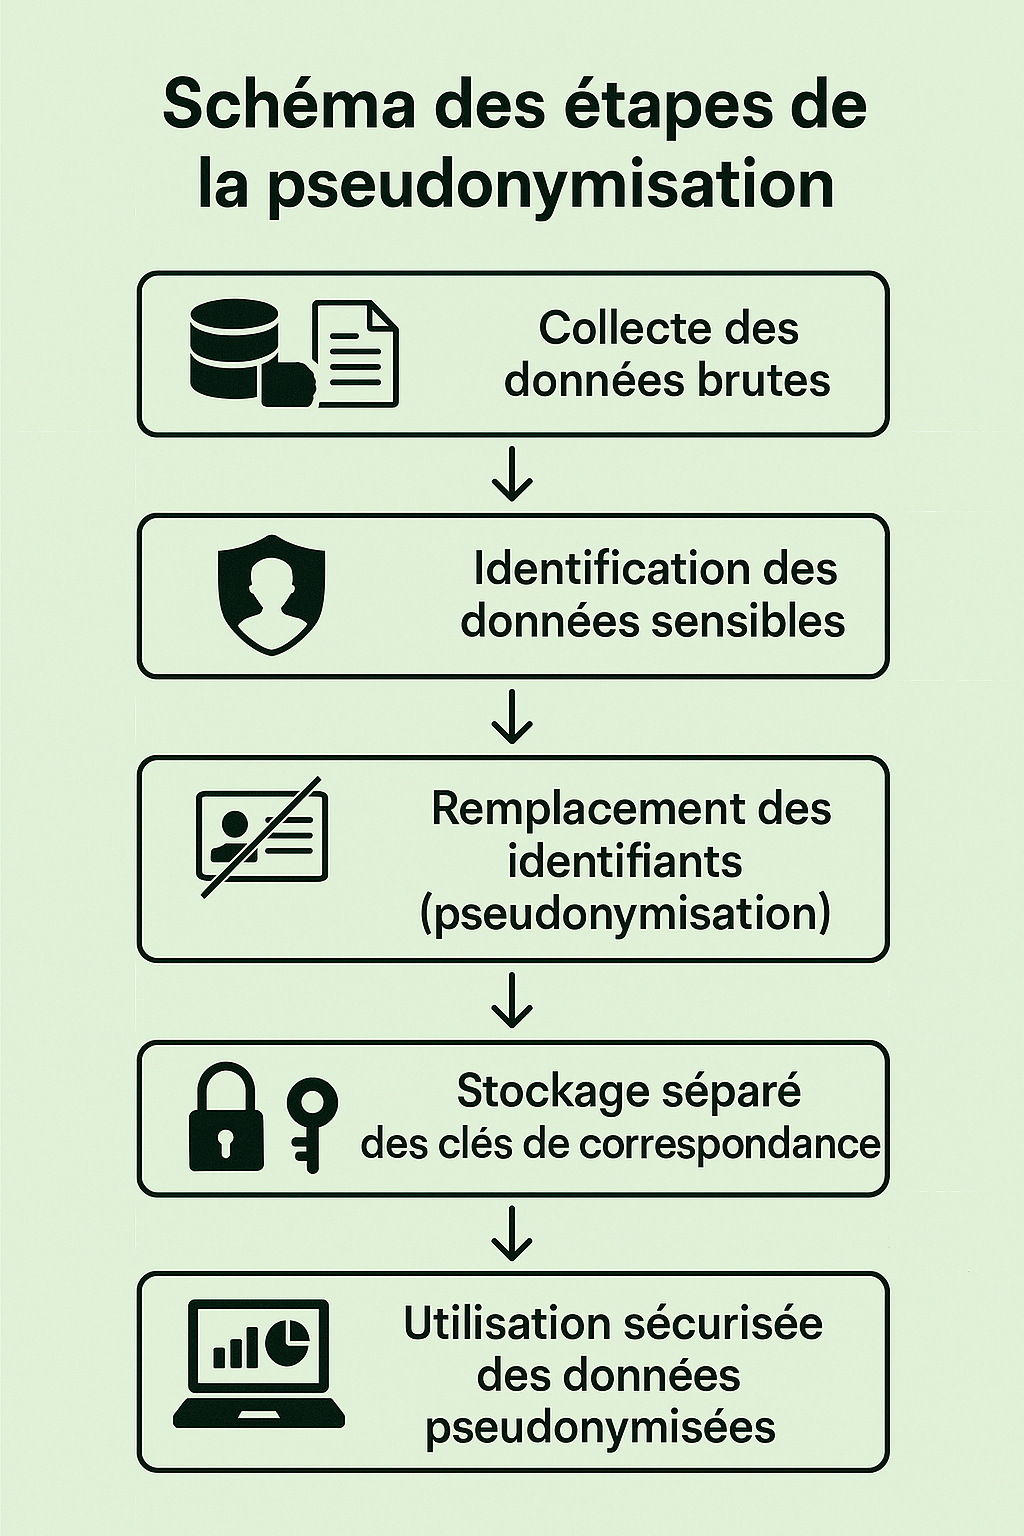 Schéma des étapes de
la pseudonymisation
Collecte des
données brutes
Identification des
données sensibles
Remplacement des
identifiants
(pseudonymisation)
Stockage séparé
des clés de correspondance
Utilisation sécurisée
des données
pseudonymisées